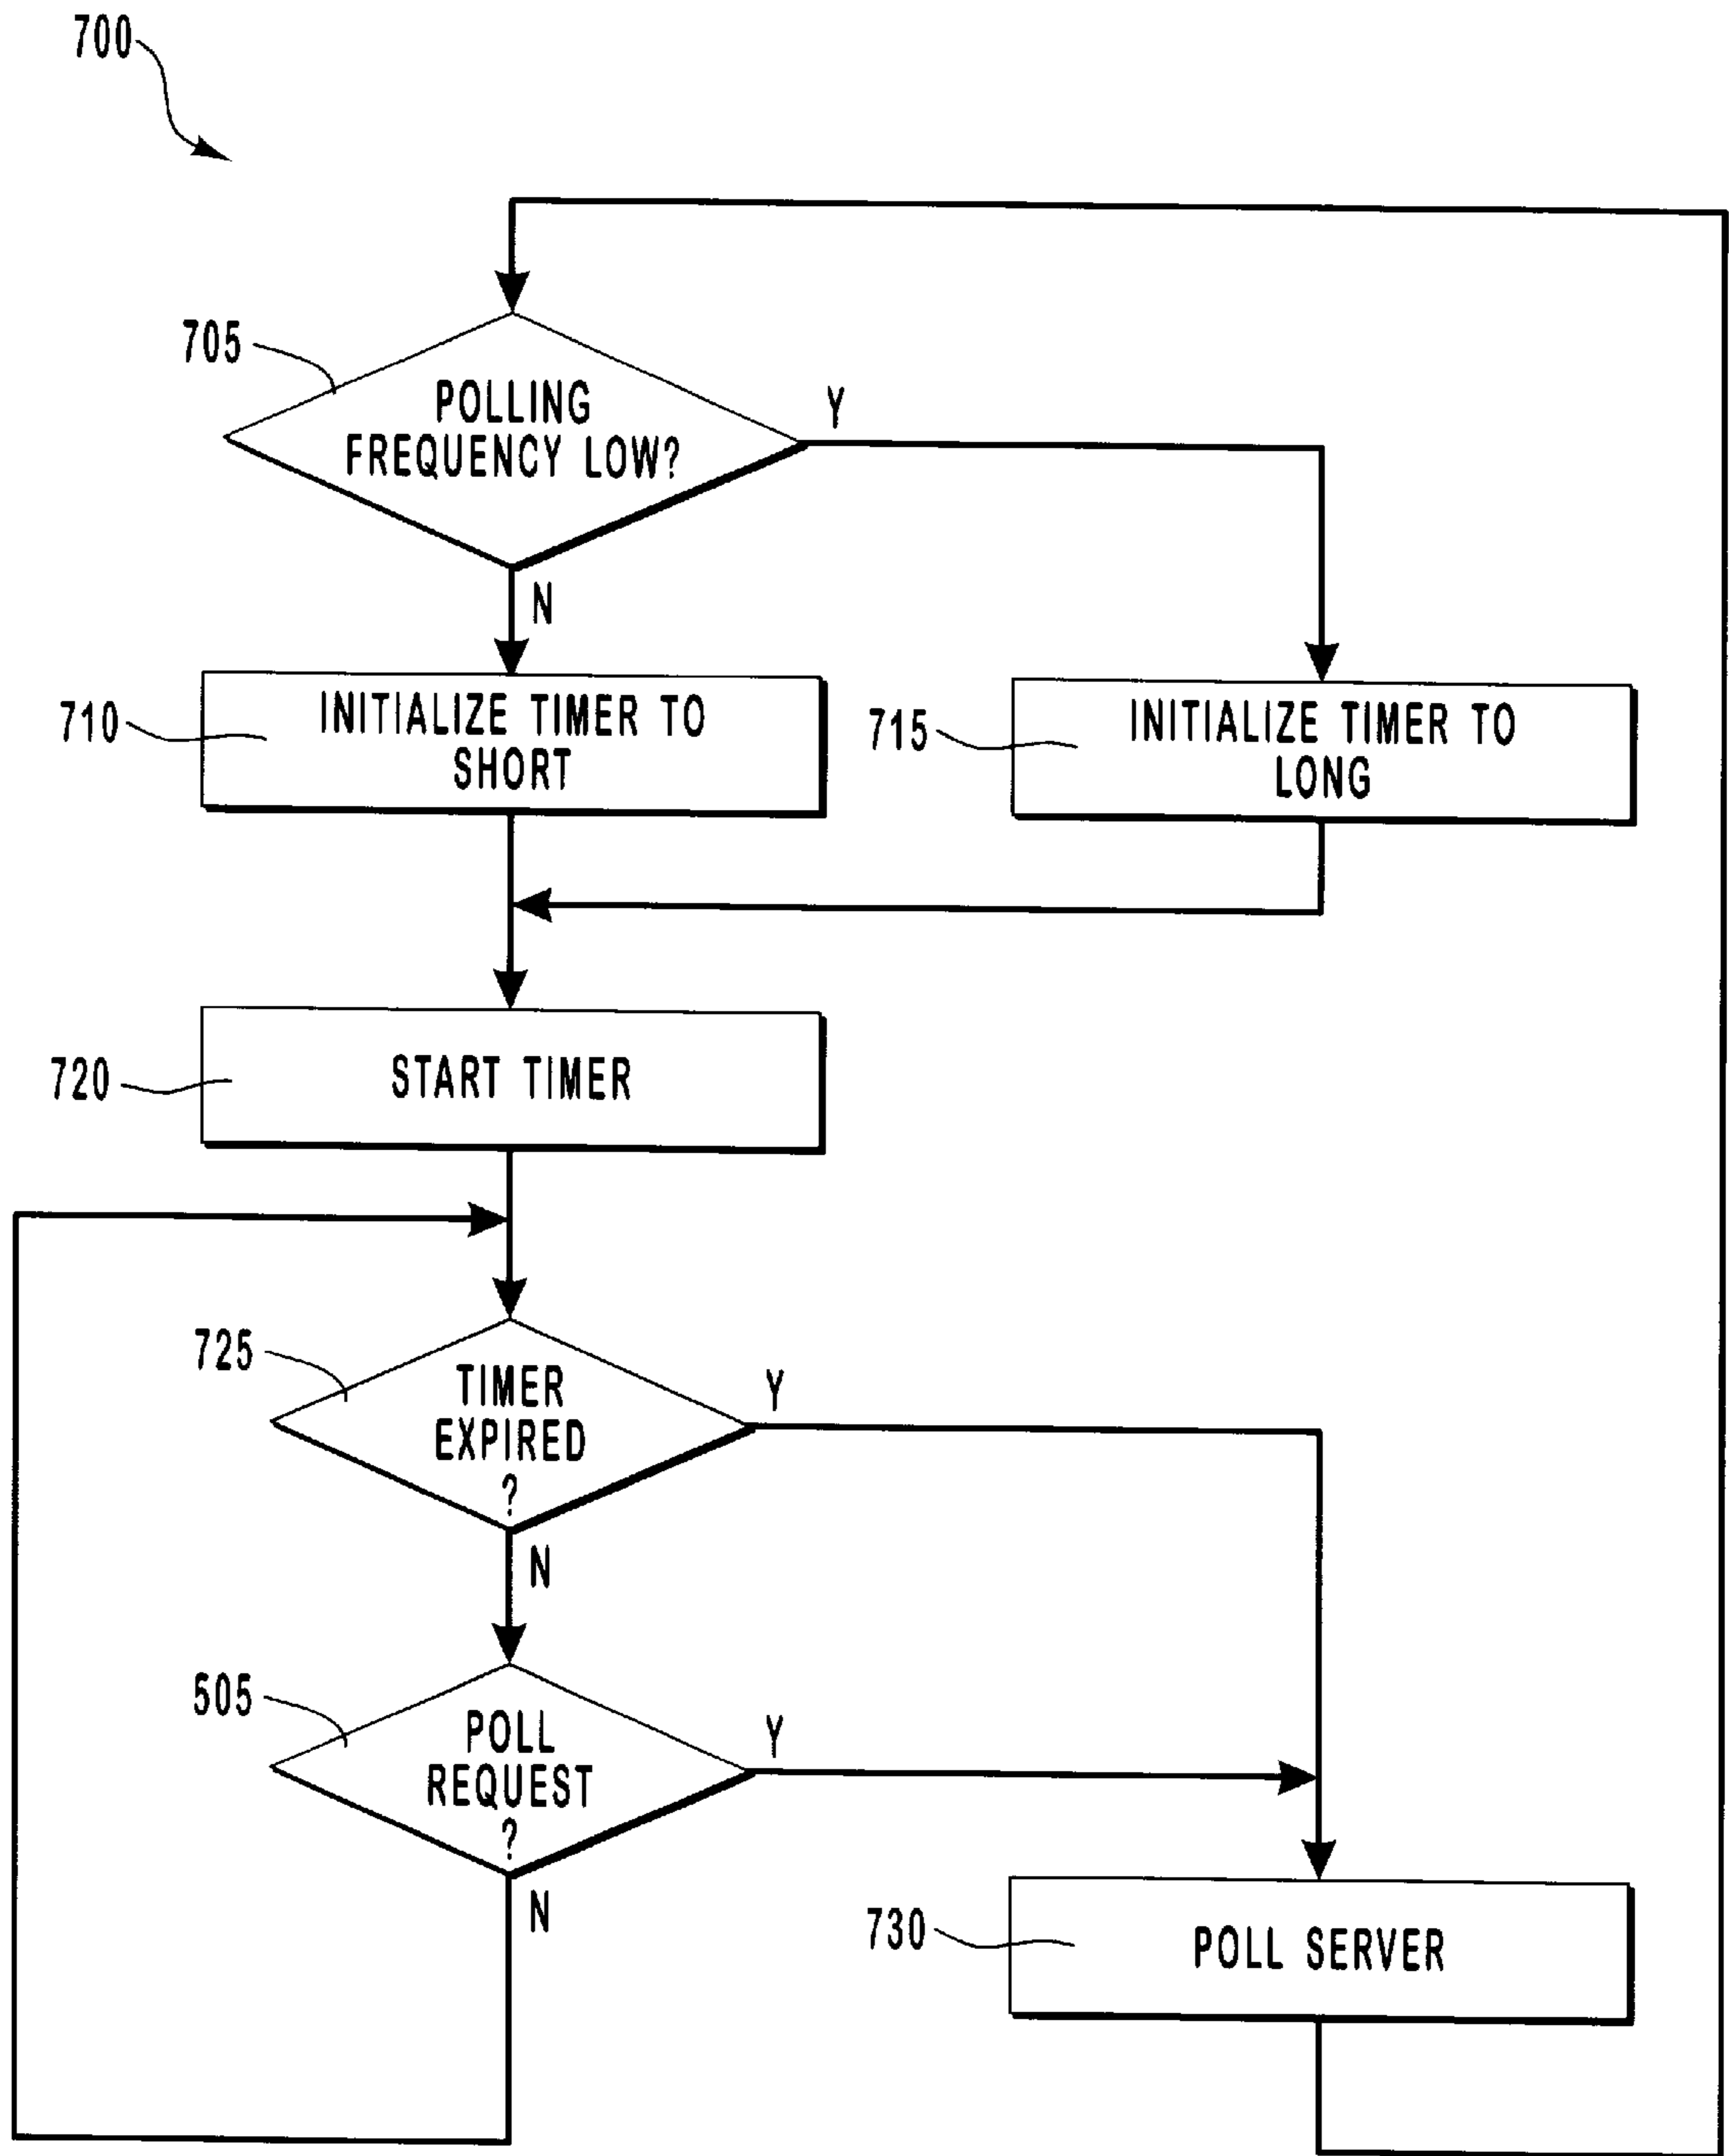 700
705
POLLING
FREQUENCY LOW?
Y
N
710
INITIALIZE TIMER TO
SHORT
715
INITIALIZE TIMER TO
LONG
720
START TIMER
725
TIMER
EXPIRED
?
Y
N
505
POLL
REQUEST
?
Y
N
730
POLL SERVER